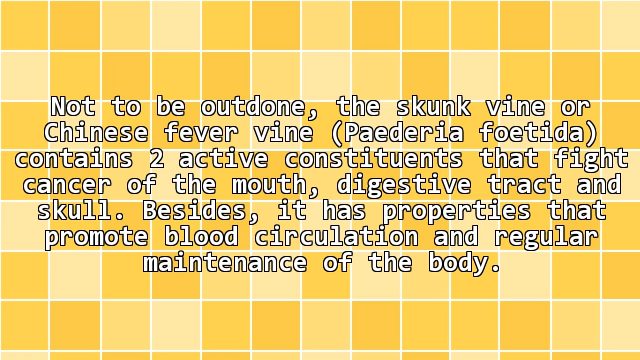 Not to be outdone, the skunk vine or
Chinese fever vine (Paederia foetida)
contains 2 active constituents that fight
cancer of the mouth, digestive tract and
skull. Besides, it has properties that
promote blood circulation and regular
maintenance of the body.